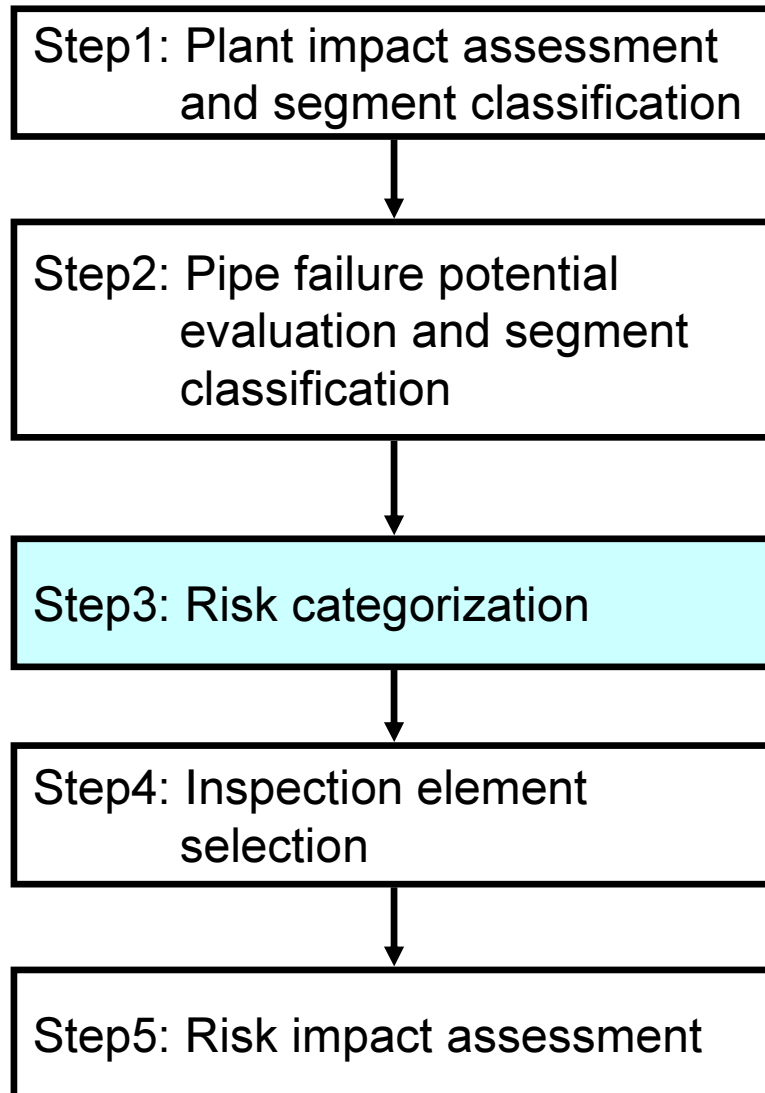 Step1: Plant impact assessment
and segment classification
Step2: Pipe failure potential
evaluation and segment
classification
Step3: Risk categorization
Step4: Inspection element
selection
Step5: Risk impact assessment